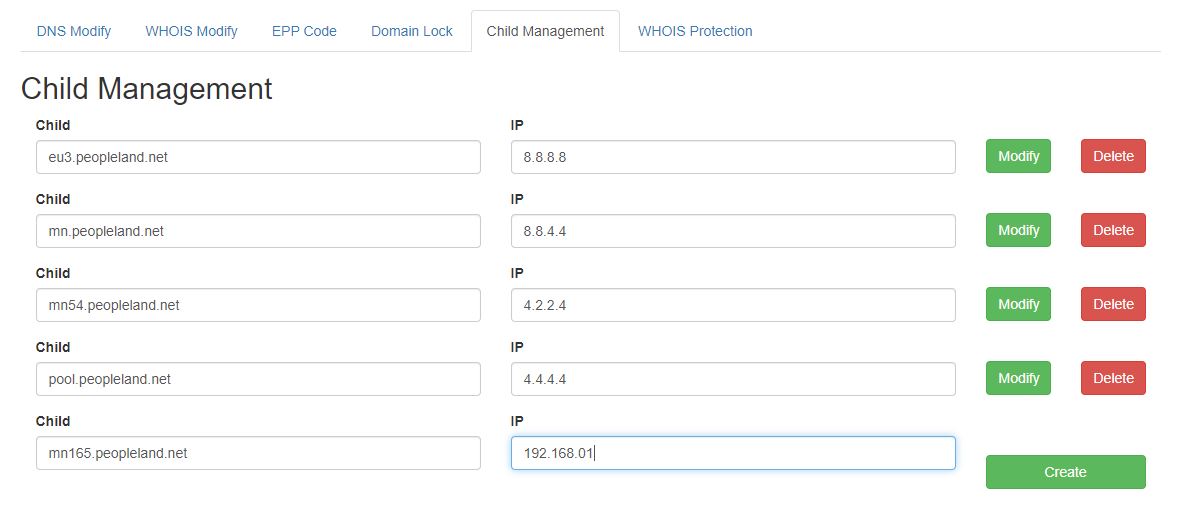 DNS Modify WHOIS Modify EPP Code Domain Lock Child Management WHOIS Protection
Child Management
Child IP
eu3.peopleland.net 8.8.8.8 Modify Delete
Child IP
mn.peopleland.net 8.8.4.4 Modify Delete
Child IP
mn54.peopleland.net 4.2.2.4 Modify Delete
Child IP
pool.peopleland.net 4.4.4.4 Modify Delete
Child IP
mn165.peopleland.net 192.168.01
Create